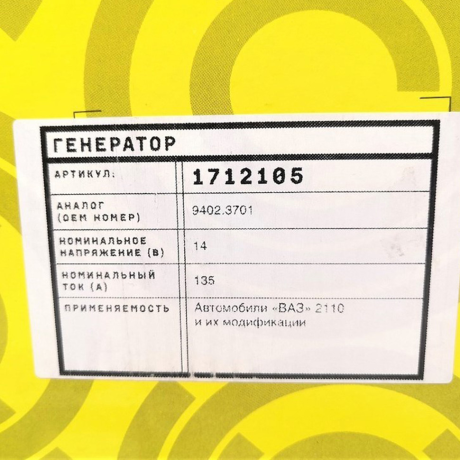 ГЕНЕРАТОР
АРТИКУЛ: 1712105
АНАЛОГ
(OEM НОМЕР) 9402.3701
НОМИНАЛЬНОЕ
НАПРЯЖЕНИЕ (В) 14
НОМИНАЛЬНЫЙ
ТОК (А) 135
ПРИМЕНЯЕМОСТЬ Автомобили «ВАЗ» 2110
и их модификации